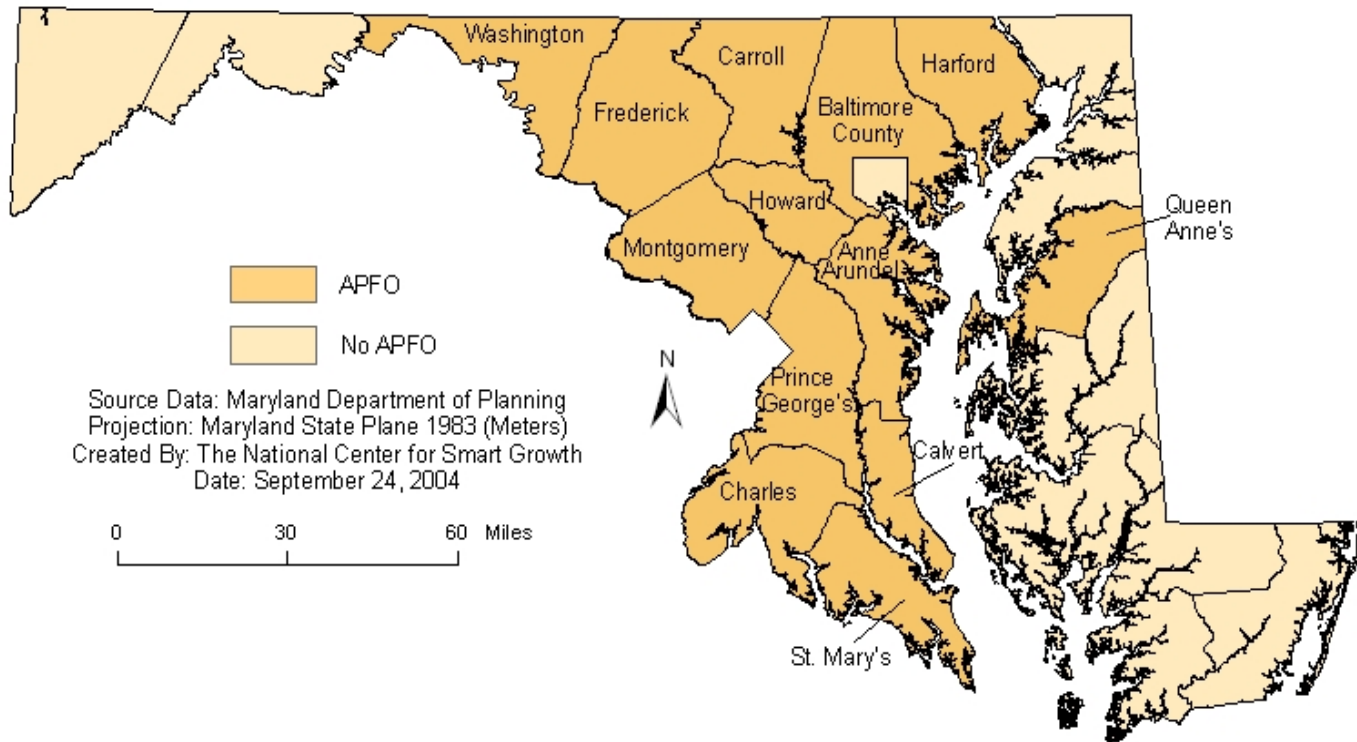 Washington
Carroll
Harford
Frederick
Baltimore
County
Howard
Queen
Anne's
Montgomery
Anne
Arundel
APFO
No APFO
N
Prince
George's
Source Data: Maryland Department of Planning
Projection: Maryland State Plane 1983 (Meters)
Created By: The National Center for Smart Growth
Date: September 24, 2004
Calvert
Charles
0 30 60 Miles
St. Mary's